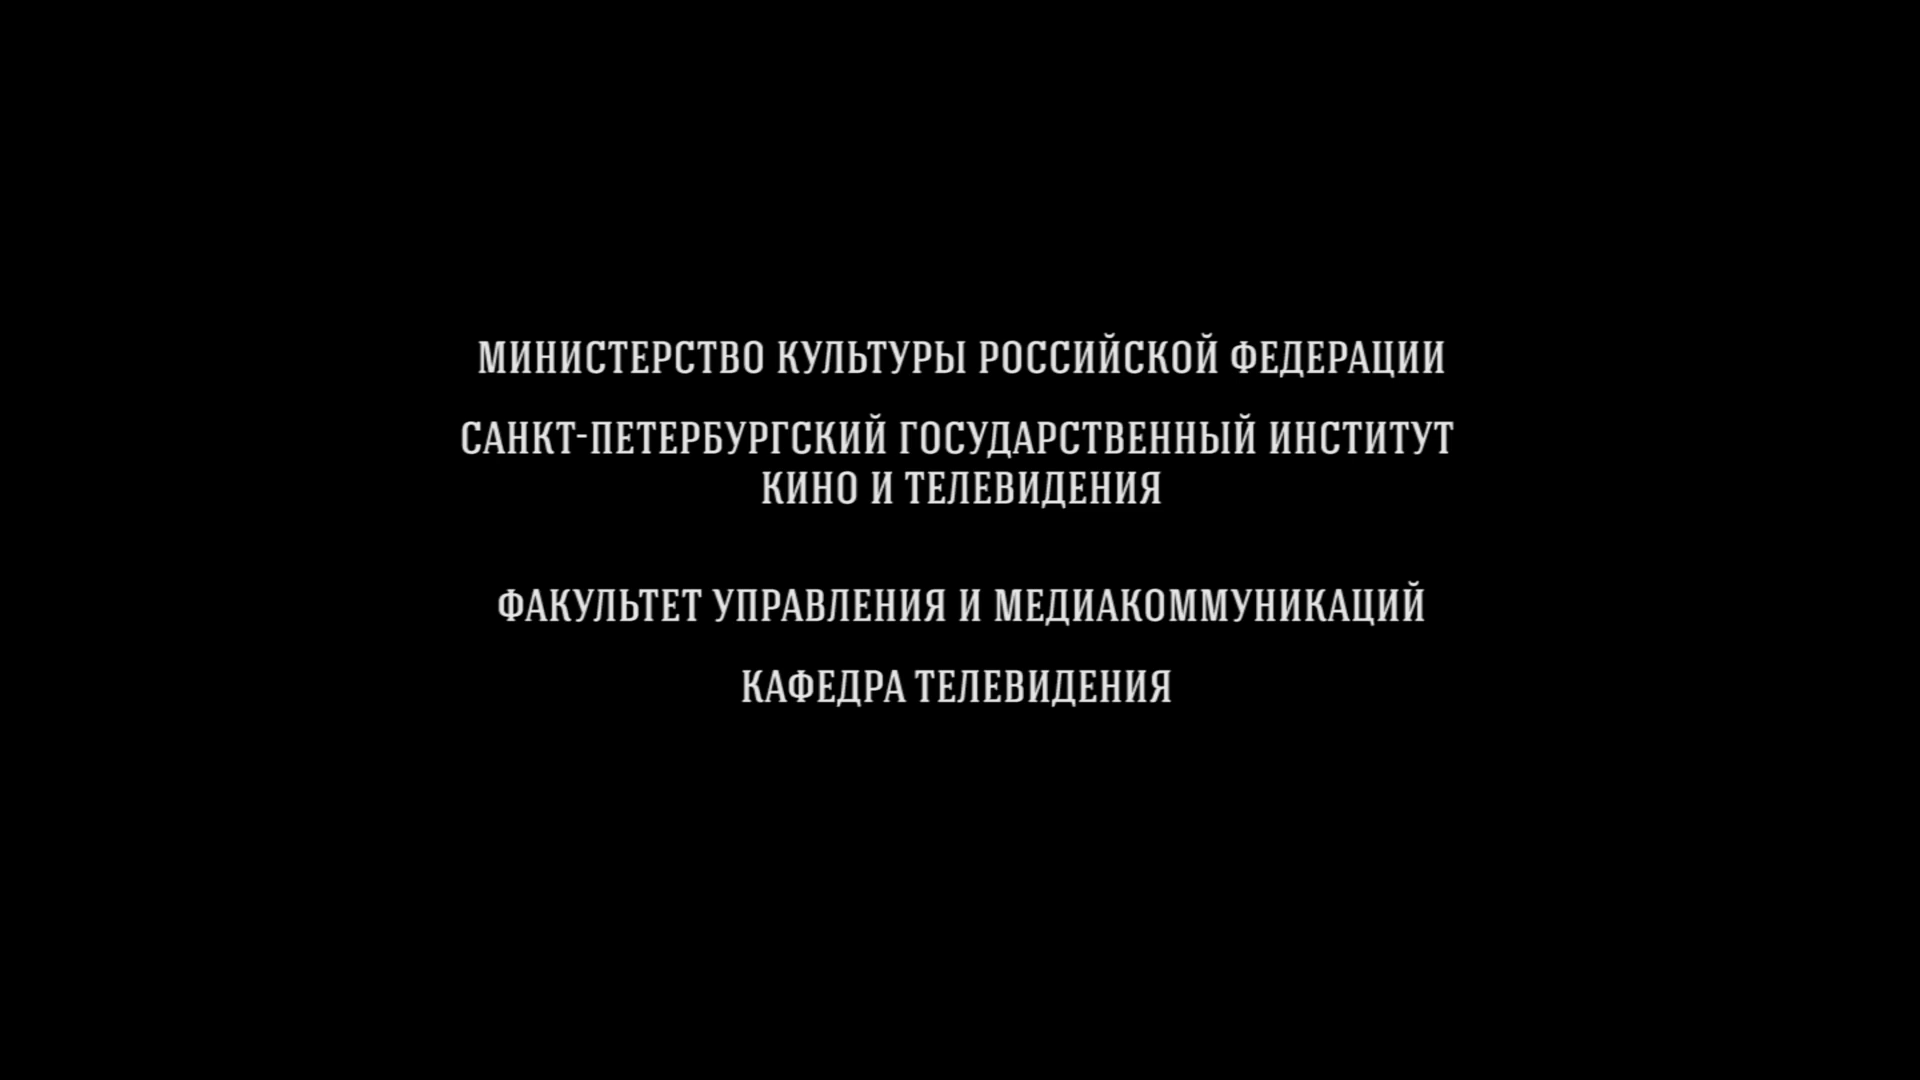 МИНИСТЕРСТВО КУЛЬТУРЫ РОССИЙСКОЙ ФЕДЕРАЦИИ
САНКТ-ПЕТЕРБУРГСКИЙ ГОСУДАРСТВЕННЫЙ ИНСТИТУТ
КИНО И ТЕЛЕВИДЕНИЯ
ФАКУЛЬТЕТ УПРАВЛЕНИЯ И МЕДИАКОММУНИКАЦИЙ
КАФЕДРА ТЕЛЕВИДЕНИЯ